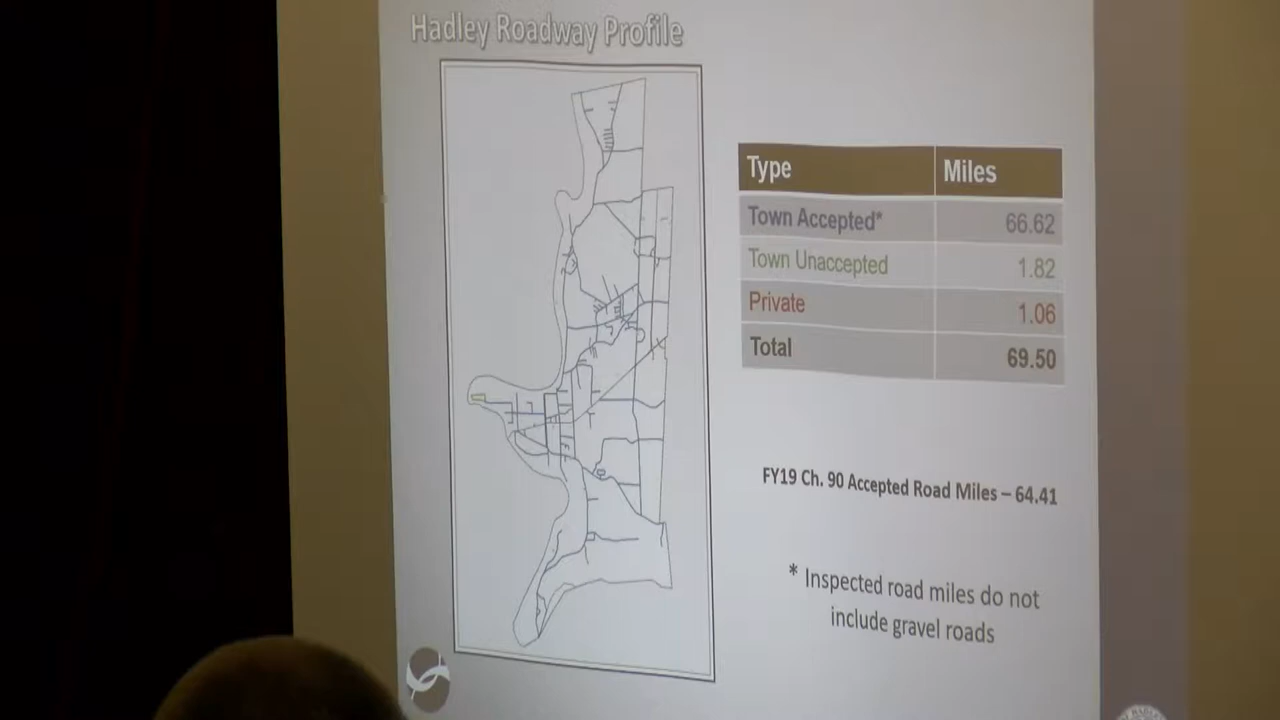 Hadley Roadway Profile
Type Miles
Town Accepted* 66.62
Town Unaccepted 1.82
Private 1.06
Total 69.50
FY19 Ch. 90 Accepted Road Miles – 64.41
* Inspected road miles do not
include gravel roads